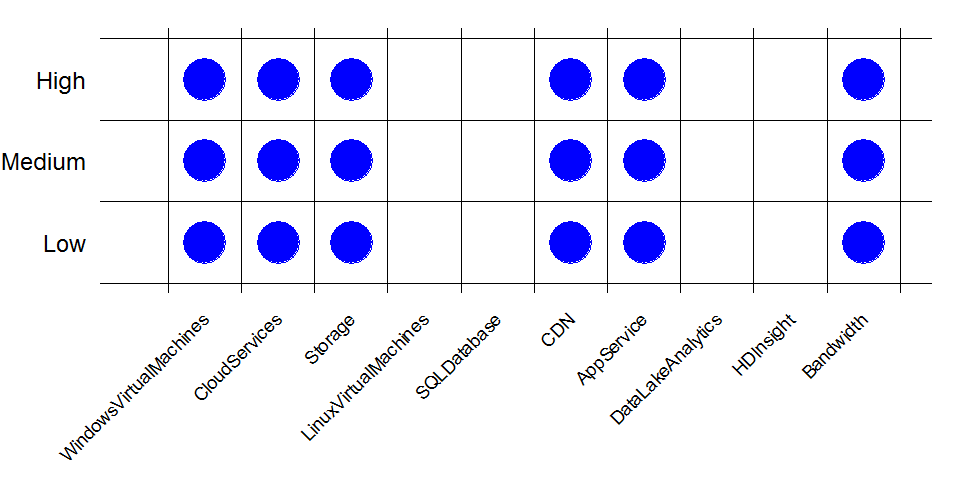 High
Medium
Low
WindowsVirtualMachines
CloudServices
Storage
LinuxVirtualMachines
SQLDatabase
CDN
AppService
DataLakeAnalytics
HDInsight
Bandwidth